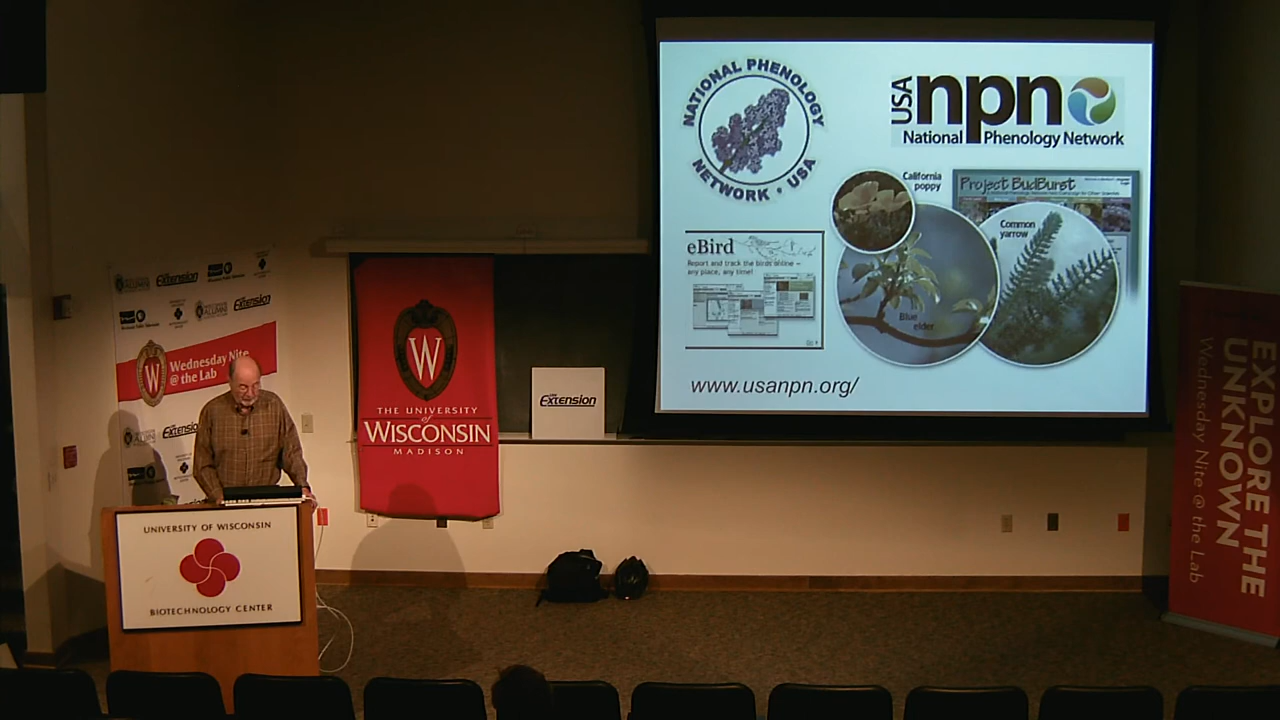 NATIONAL PHENOLOGY
NETWORK • USA
USA
npn
National Phenology Network
California
poppy
Project BudBurst
Common
yarrow
Blue
elder
eBird
Report and track the birds online –
any place, any time!
www.usanpn.org/
Extension
Extension
Wednesday Nite
@ the Lab
W
Extension
W
THE UNIVERSITY
of
WISCONSIN
MADISON
Extension
UNIVERSITY OF WISCONSIN
BIOTECHNOLOGY CENTER
EXPLORE THE
UNKNOWN
Wednesday Nite @ the Lab